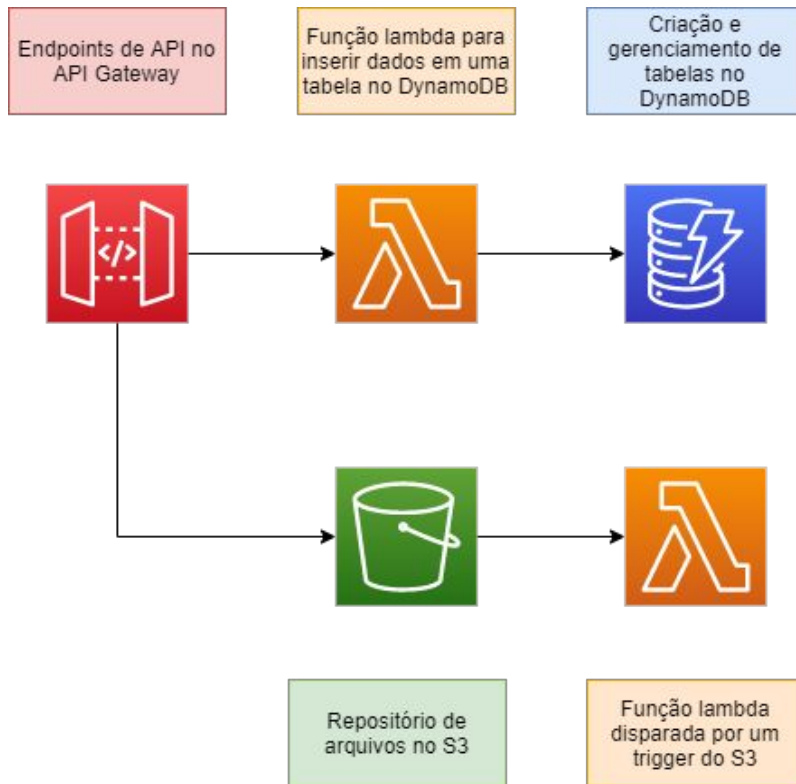 Endpoints de API no
API Gateway
Função lambda para
inserir dados em uma
tabela no DynamoDB
Criação e
gerenciamento de
tabelas no
DynamoDB
</>
Repositório de
arquivos no S3
Função lambda
disparada por um
trigger do S3